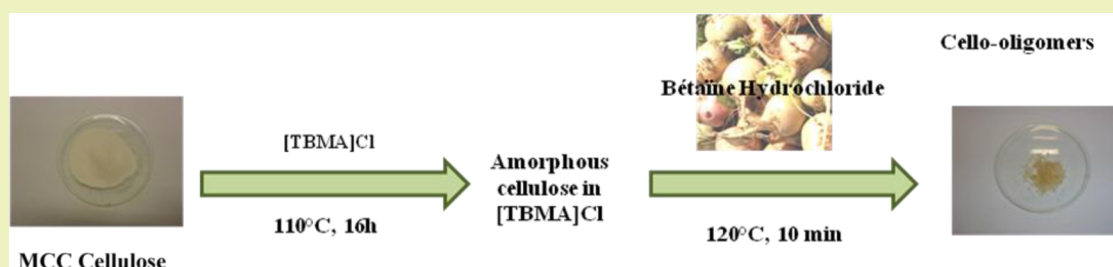 MCC Cellulose
[TBMA]Cl
110°C, 16h
Amorphous
cellulose in
[TBMA]Cl
Bétaïne Hydrochloride
120°C, 10 min
Cello-oligomers